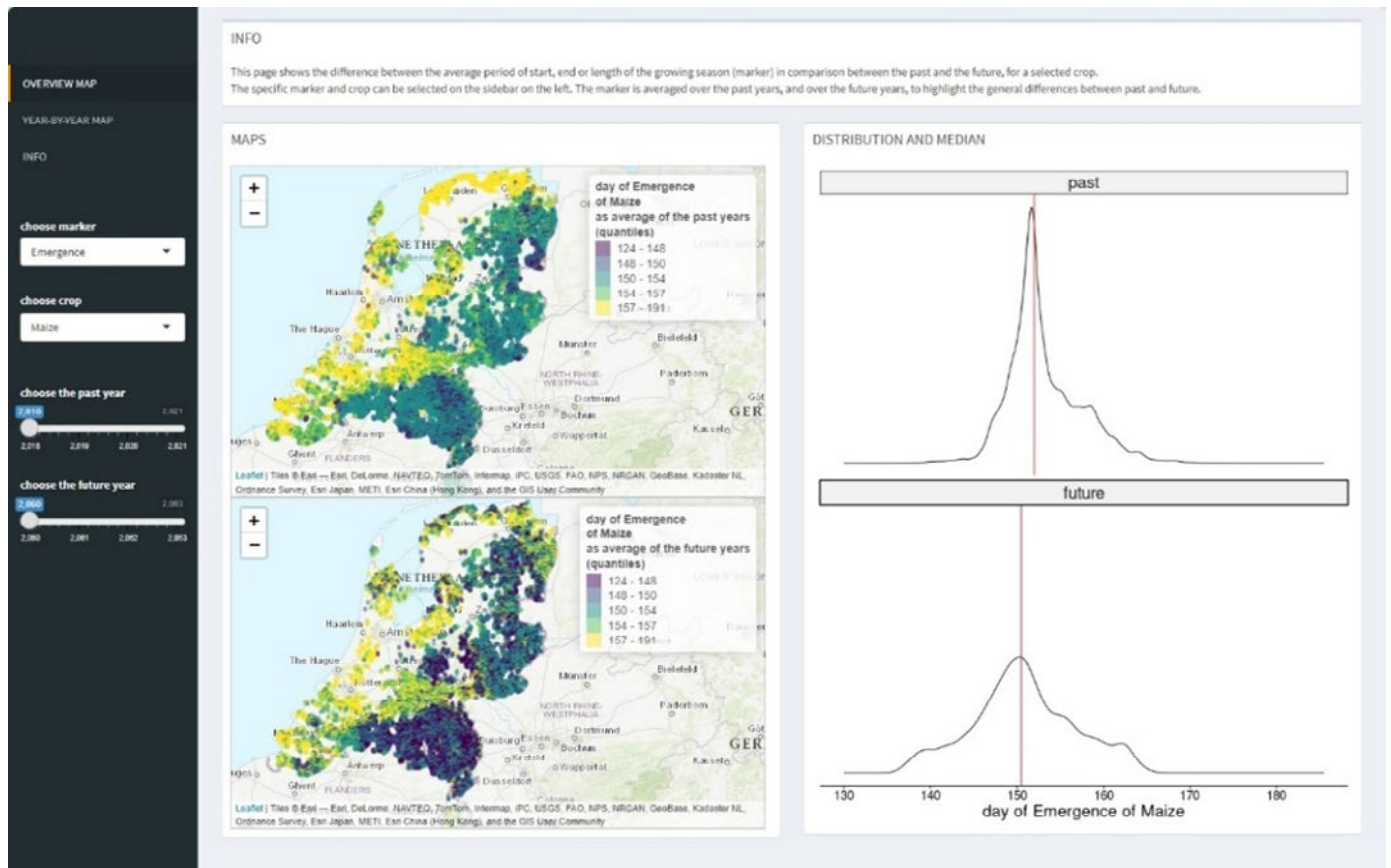 OVERVIEW MAP
YEAR-BY-YEAR MAP
INFO
choose marker
Emergence
choose crop
Maize
choose the past year
2,018 2,021
2,018 2,019 2,020 2,021
choose the future year
2,060 2,063
2,060 2,061 2,062 2,063
INFO
This page shows the difference between the average period of start, end or length of the growing season (marker) in comparison between the past and the future, for a selected crop.
The specific marker and crop can be selected on the sidebar on the left. The marker is averaged over the past years, and over the future years, to highlight the general differences between past and future.
MAPS
+
−
day of Emergence
of Maize
as average of the past years
(quantiles)
124 - 148
148 - 150
150 - 154
154 - 157
157 - 191
Haarlem
The Hague
Münster
Bielefeld
NORTH RHINE-
WESTPHALIA
Paderborn
Dortmund
Duisburg Essen
Bochum
GER
Krefeld
Wuppertal
Kassel
Antwerp
Dusseldorf
Ghent
FLANDERS
Leaflet | Tiles © Esri — Esri, DeLorme, NAVTEQ, TomTom, Intermap, iPC, USGS, FAO, NPS, NRCAN, GeoBase, Kadaster NL,
Ordnance Survey, Esri Japan, METI, Esri China (Hong Kong), and the GIS User Community
+
−
day of Emergence
of Maize
as average of the future years
(quantiles)
124 - 148
148 - 150
150 - 154
154 - 157
157 - 191
Haarlem
The Hague
Münster
Bielefeld
NORTH RHINE-
WESTPHALIA
Paderborn
Dortmund
Duisburg Essen
Bochum
GER
Krefeld
Wuppertal
Kassel
Antwerp
Dusseldorf
Ghent
FLANDERS
Leaflet | Tiles © Esri — Esri, DeLorme, NAVTEQ, TomTom, Intermap, iPC, USGS, FAO, NPS, NRCAN, GeoBase, Kadaster NL,
Ordnance Survey, Esri Japan, METI, Esri China (Hong Kong), and the GIS User Community
DISTRIBUTION AND MEDIAN
past
future
130 140 150 160 170 180
day of Emergence of Maize